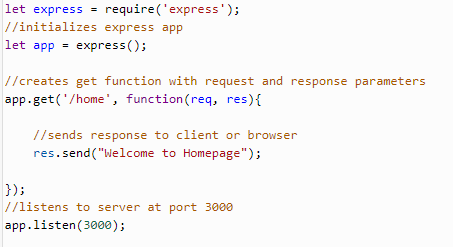 let express = require('express');
//initializes express app
let app = express();
//creates get function with request and response parameters
app.get('/home', function(req, res){
//sends response to client or browser
res.send("Welcome to Homepage");
});
//listens to server at port 3000
app.listen(3000);